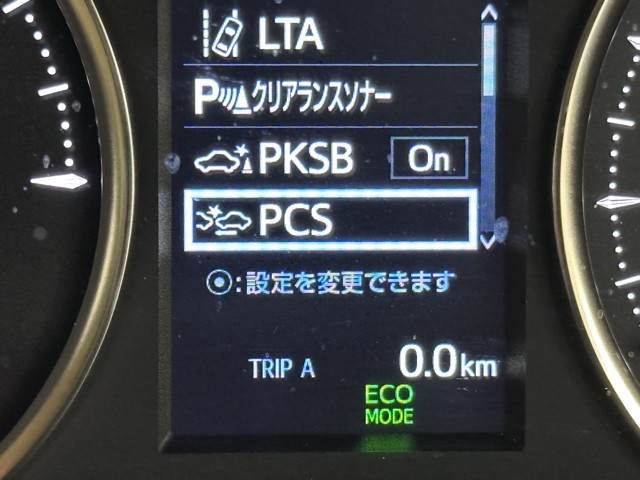 LTA
P クリアランスソナー
PKSB On
PCS
◉:設定を変更できます
TRIP A 0.0km
ECO
MODE